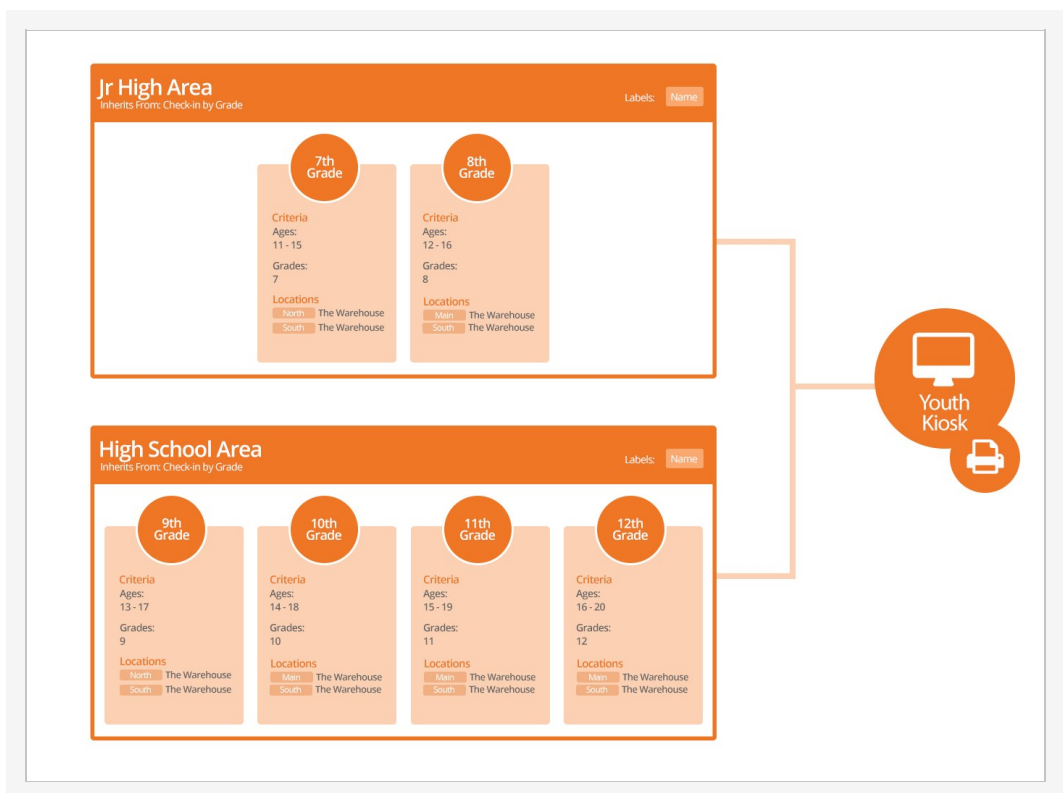 Jr High Area
Inherits From: Check-in by Grade
Labels: Name
7th
Grade
Criteria
Ages:
11 - 15
Grades:
7
Locations
North The Warehouse
South The Warehouse
8th
Grade
Criteria
Ages:
12 - 16
Grades:
8
Locations
Main The Warehouse
South The Warehouse
High School Area
Inherits From: Check-in by Grade
Labels: Name
9th
Grade
Criteria
Ages:
13 - 17
Grades:
9
Locations
North The Warehouse
South The Warehouse
10th
Grade
Criteria
Ages:
14 - 18
Grades:
10
Locations
Main The Warehouse
South The Warehouse
11th
Grade
Criteria
Ages:
15 - 19
Grades:
11
Locations
Main The Warehouse
South The Warehouse
12th
Grade
Criteria
Ages:
16 - 20
Grades:
12
Locations
Main The Warehouse
South The Warehouse
Youth
Kiosk